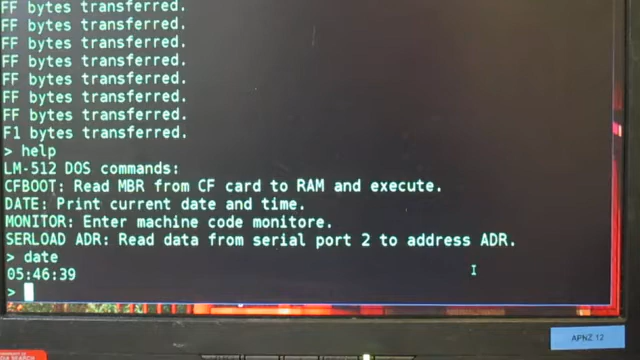 FF bytes transferred.
FF bytes transferred.
FF bytes transferred.
FF bytes transferred.
FF bytes transferred.
FF bytes transferred.
FF bytes transferred.
F1 bytes transferred.
> help
LM-512 DOS commands:
CFBOOT: Read MBR from CF card to RAM and execute.
DATE: Print current date and time.
MONITOR: Enter machine code monitore.
SERLOAD ADR: Read data from serial port 2 to address ADR.
> date
05:46:39
>
APNZ 12
DIA SEARCH